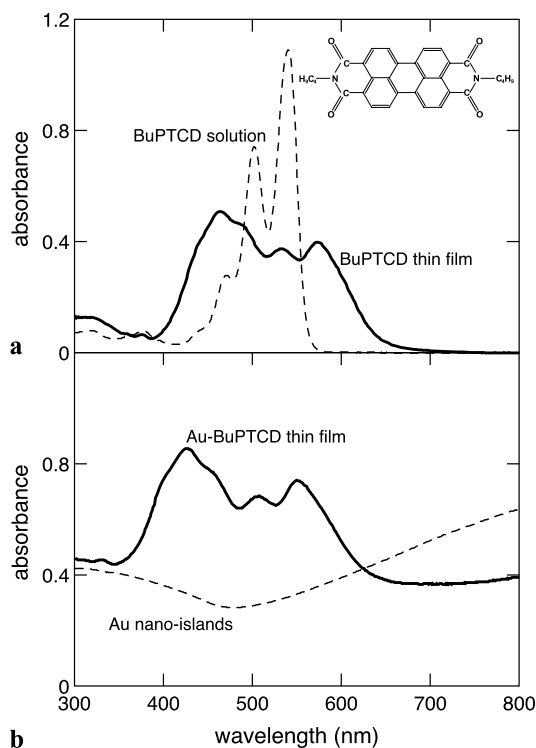 1.2
0.8
0.4
0
absorbance
a
BuPTCD solution
BuPTCD thin film
O O
C C
H₉C₄ N N C₄H₉
C C
O O
0.8
0.4
0
absorbance
b
Au-BuPTCD thin film
Au nano-islands
300 400 500 600 700 800
wavelength (nm)